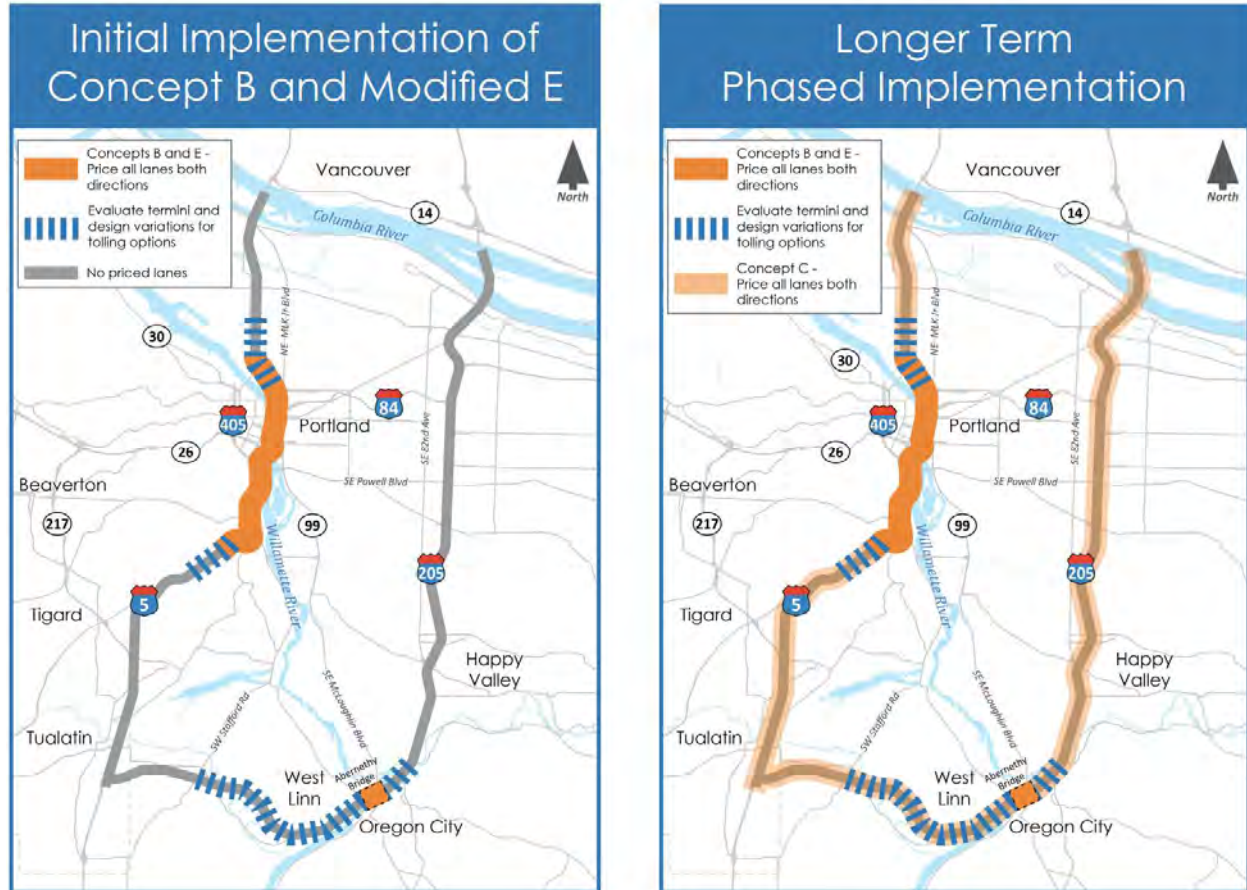 Initial Implementation of
Concept B and Modified E
Concepts B and E -
Price all lanes both
directions
Evaluate termini and
design variations for
tolling options
No priced lanes
North
Vancouver
14
Columbia River
NE MLK Jr Blvd
30
405
84
Portland
26
SE 82nd Ave
Beaverton
SE Powell Blvd
217
99
Willamette River
205
5
Tigard
Happy
Valley
SE McLoughlin Blvd
SW Stafford Rd
Tualatin
West
Linn
Abernethy
Bridge
Oregon City
Longer Term
Phased Implementation
Concepts B and E -
Price all lanes both
directions
Evaluate termini and
design variations for
tolling options
Concept C -
Price all lanes both
directions
North
Vancouver
14
Columbia River
NE MLK Jr Blvd
30
405
84
Portland
26
SE 82nd Ave
Beaverton
SE Powell Blvd
217
99
Willamette River
205
5
Tigard
Happy
Valley
SE McLoughlin Blvd
SW Stafford Rd
Tualatin
West
Linn
Abernethy
Bridge
Oregon City